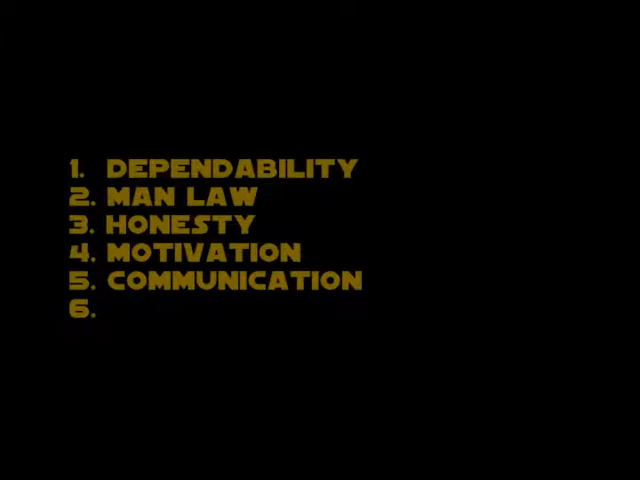 1. DEPENDABILITY
2. MAN LAW
3. HONESTY
4. MOTIVATION
5. COMMUNICATION
6.